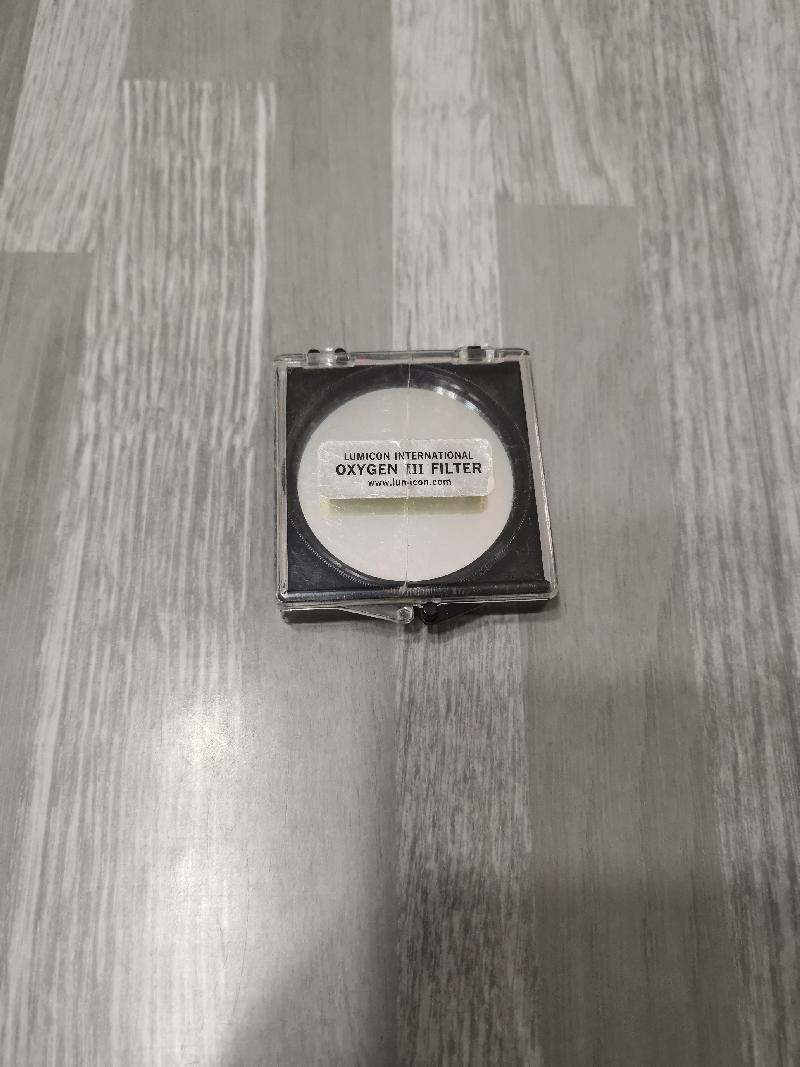 LUMICON INTERNATIONAL
OXYGEN III FILTER
www.lumicon.com